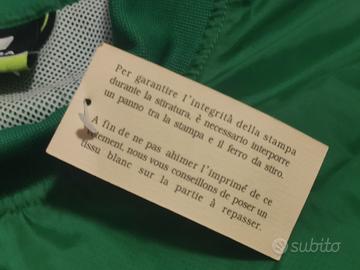 Per garantire l'integrità della stampa
durante la stiratura, è necessario interporre
un panno tra la stampa e il ferro da stiro.
A fin de ne pas ahimer l'imprimé de ce
vement, nous vous conseillons de poser un
tissu blanc sur la partie à repasser.
subito